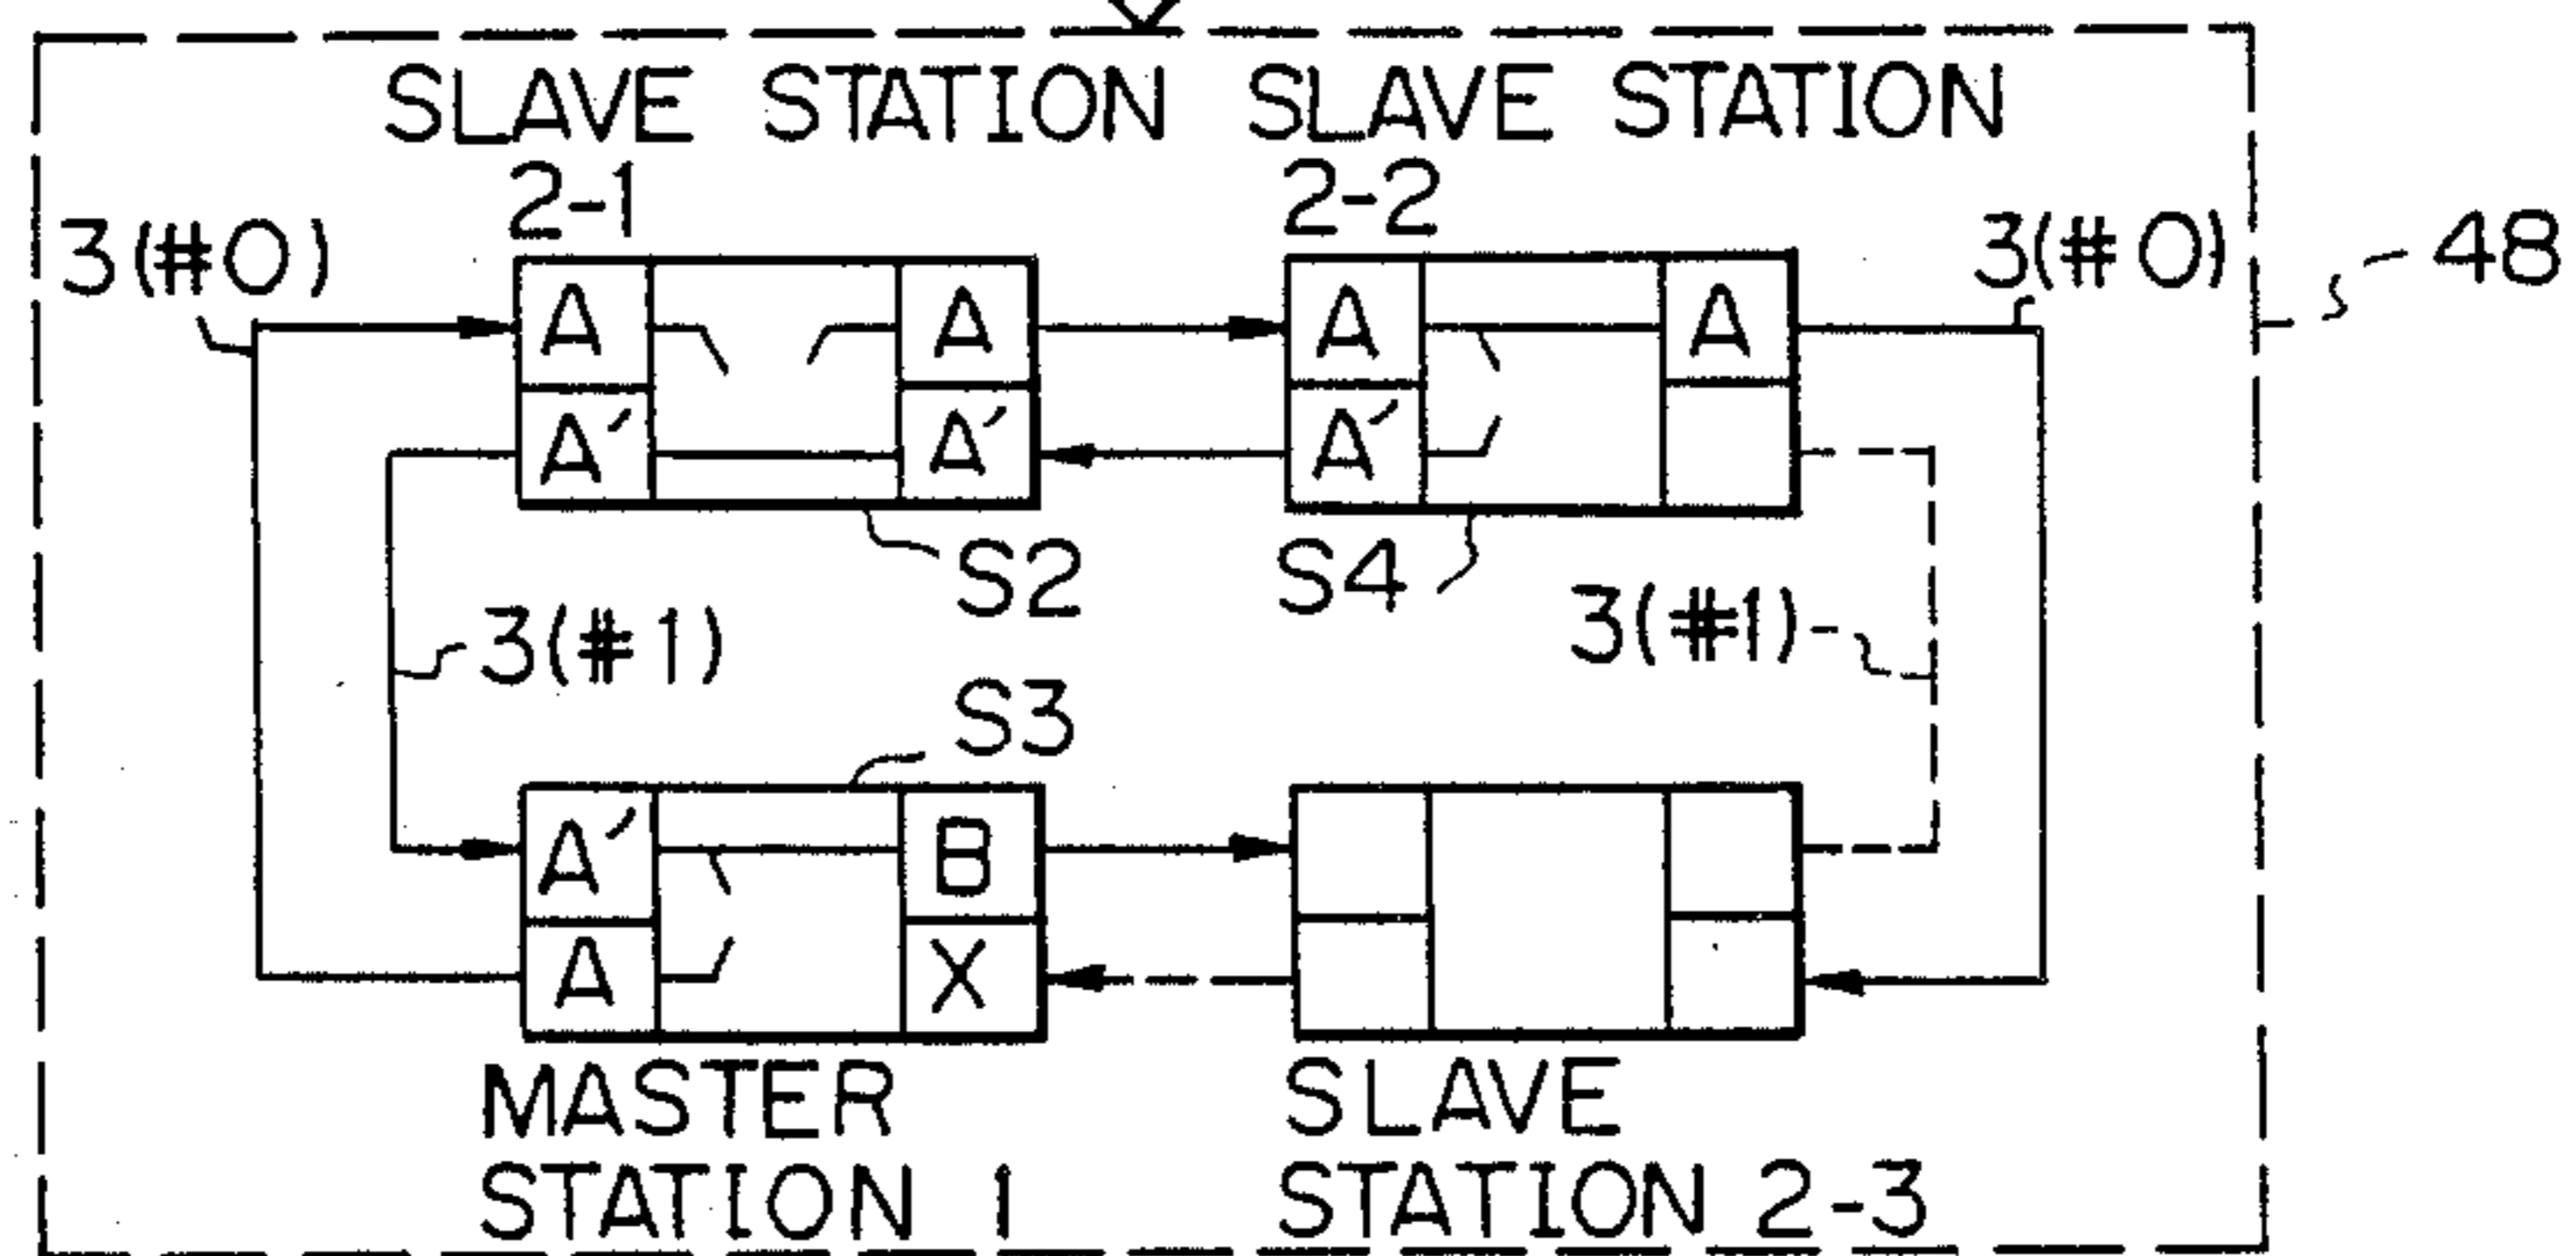 SLAVE STATION SLAVE STATION
2-1 2-2
3(#0) 3(#0) 48
A A A A
A' A' A'
S2 S4
3(#1) 3(#1)
S3
A' B
A X
MASTER SLAVE
STATION 1 STATION 2-3